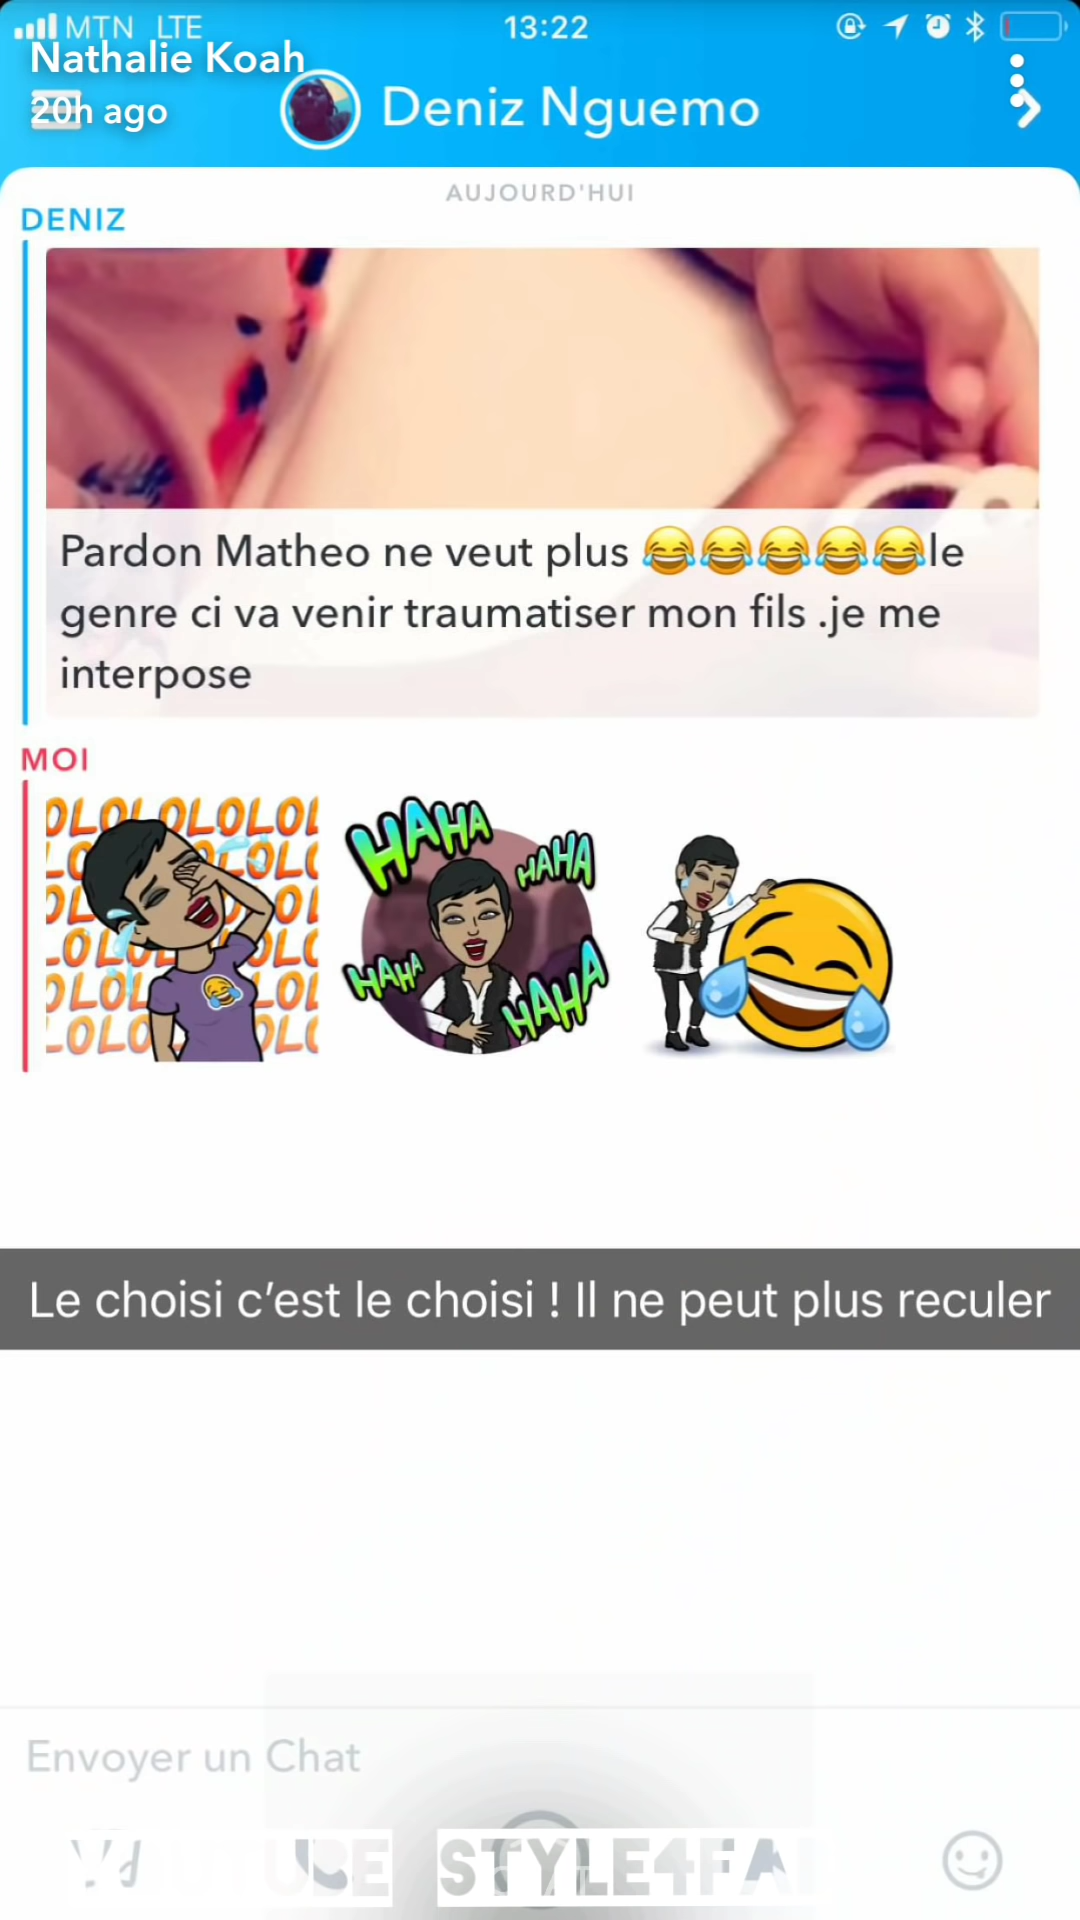 MTN LTE 13:22
Nathalie Koah
20h ago
Deniz Nguemo
AUJOURD'HUI
DENIZ
Pardon Matheo ne veut plus 😂😂😂😂😂le
genre ci va venir traumatiser mon fils .je me
interpose
MOI
HAHA
HAHA
HAHA
HAHA
Le choisi c’est le choisi ! Il ne peut plus reculer
Envoyer un Chat
YOUTUBE STYLE4FAI